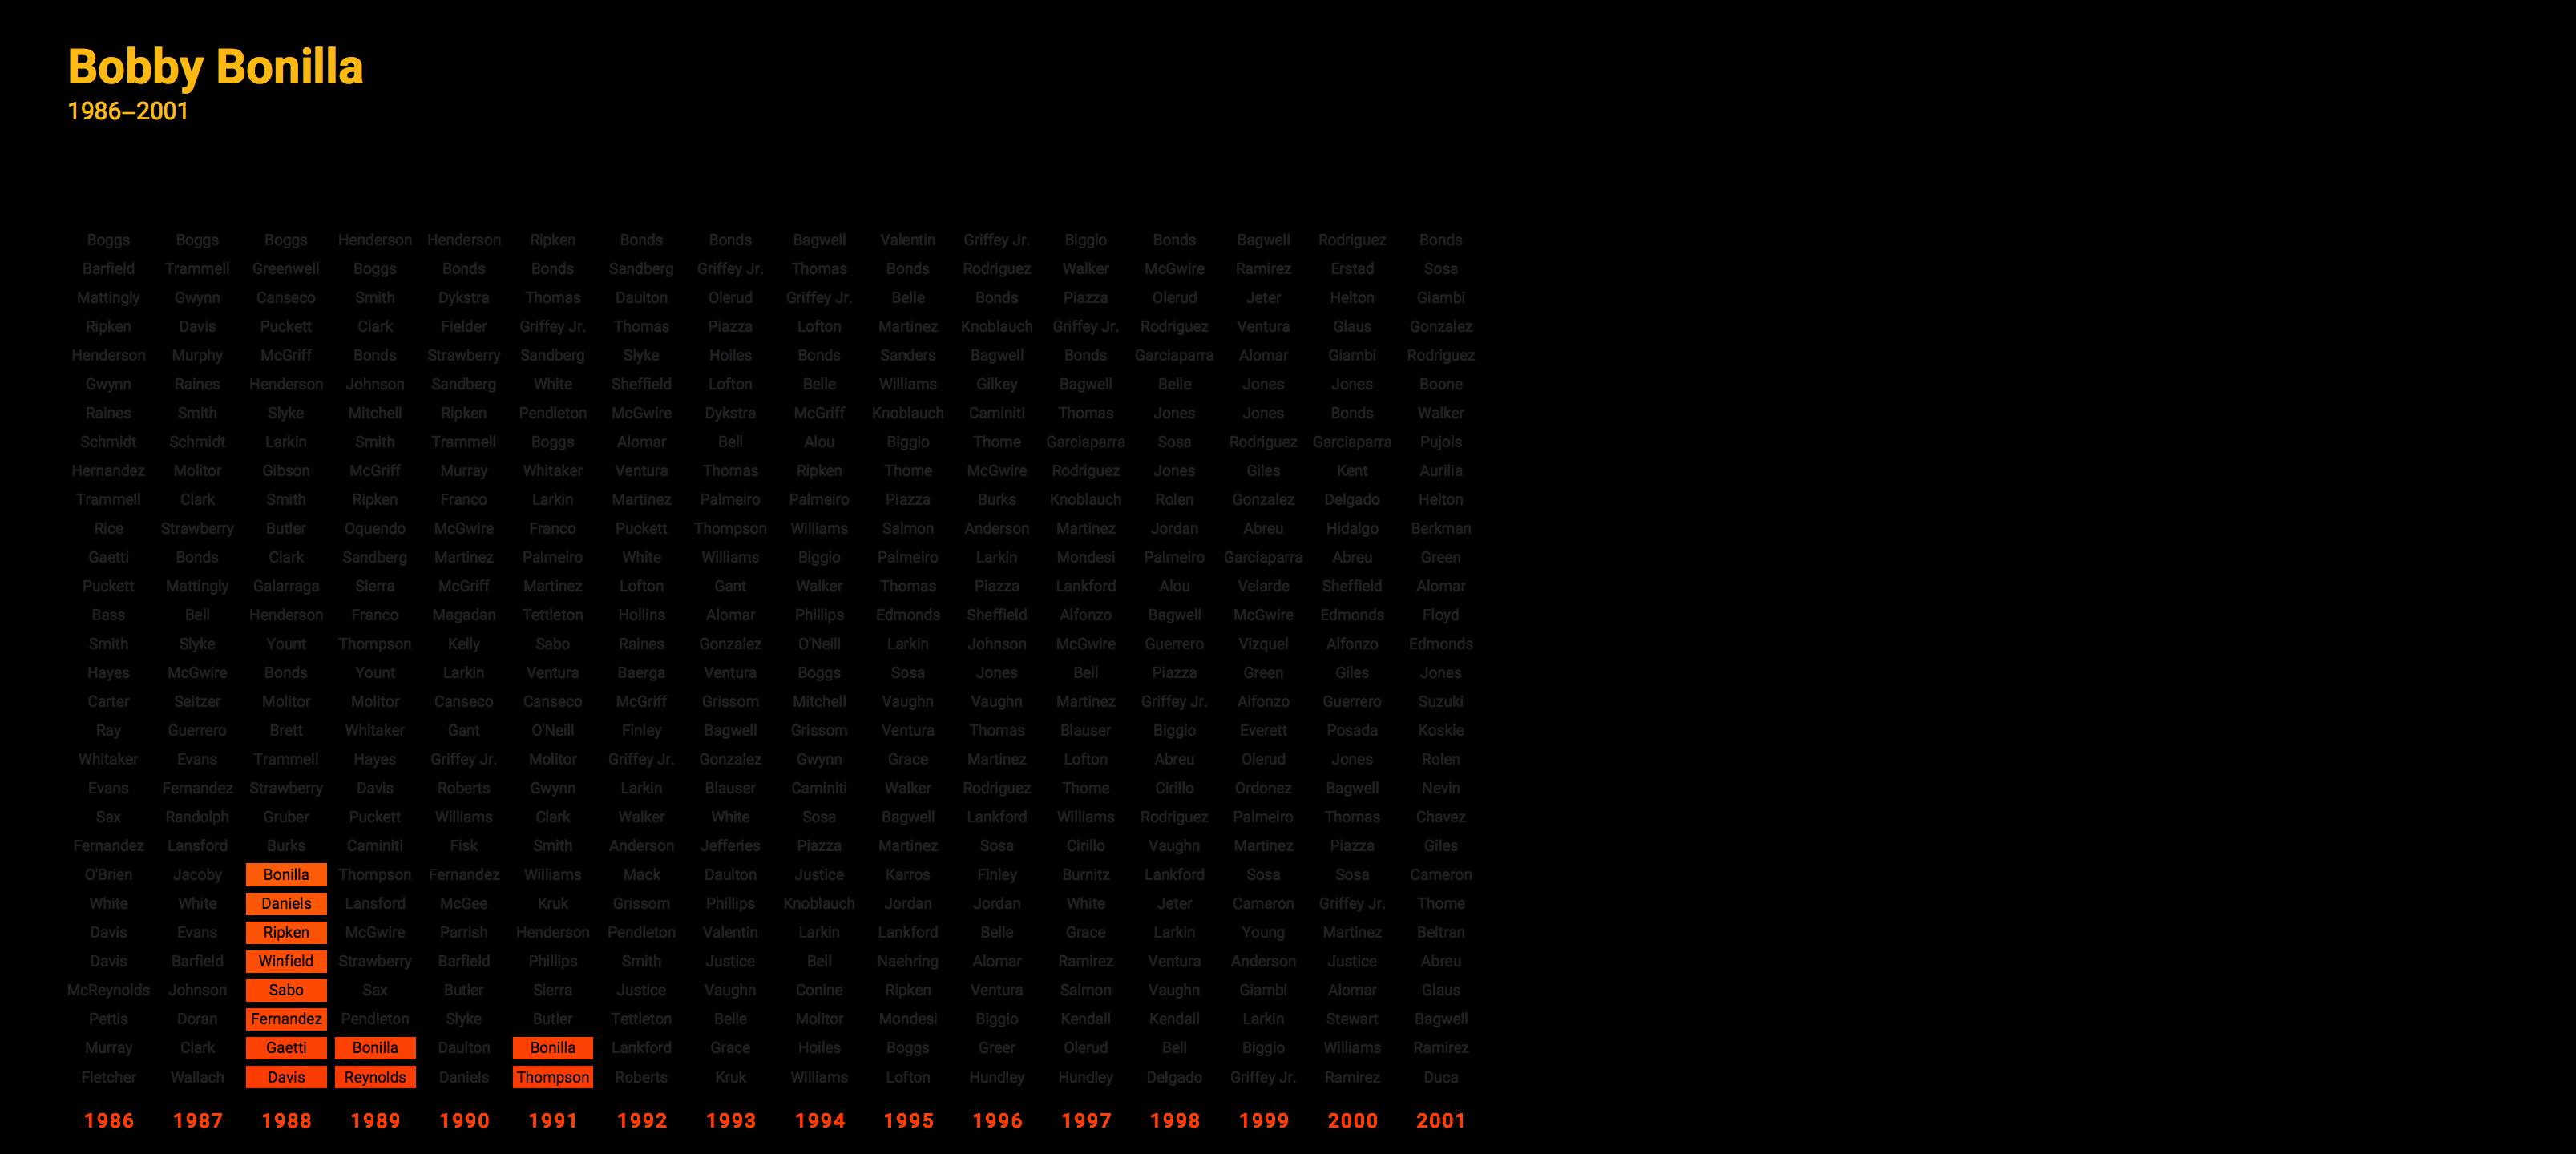 Bobby Bonilla
1986–2001
Boggs Boggs Boggs Henderson Henderson Ripken Bonds Bonds Bagwell Valentin Griffey Jr. Biggio Bonds Bagwell Rodriguez Bonds
Barfield Trammell Greenwell Boggs Bonds Bonds Sandberg Griffey Jr. Thomas Bonds Rodriguez Walker McGwire Ramirez Erstad Sosa
Mattingly Gwynn Canseco Smith Dykstra Thomas Daulton Olerud Griffey Jr. Belle Bonds Piazza Olerud Jeter Helton Giambi
Ripken Davis Puckett Clark Fielder Griffey Jr. Thomas Piazza Lofton Martinez Knoblauch Griffey Jr. Rodriguez Ventura Glaus Gonzalez
Henderson Murphy McGriff Bonds Strawberry Sandberg Slyke Hoiles Bonds Sanders Bagwell Bonds Garciaparra Alomar Giambi Rodriguez
Gwynn Raines Henderson Johnson Sandberg White Sheffield Lofton Belle Williams Gilkey Bagwell Belle Jones Jones Boone
Raines Smith Slyke Mitchell Ripken Pendleton McGwire Dykstra McGriff Knoblauch Caminiti Thomas Jones Jones Bonds Walker
Schmidt Schmidt Larkin Smith Trammell Boggs Alomar Bell Alou Biggio Thome Garciaparra Sosa Rodriguez Garciaparra Pujols
Hernandez Molitor Gibson McGriff Murray Whitaker Ventura Thomas Ripken Thome McGwire Rodriguez Jones Giles Kent Aurilia
Trammell Clark Smith Ripken Franco Larkin Martinez Palmeiro Palmeiro Piazza Burks Knoblauch Rolen Gonzalez Delgado Helton
Rice Strawberry Butler Oquendo McGwire Franco Puckett Thompson Williams Salmon Anderson Martinez Jordan Abreu Hidalgo Berkman
Gaetti Bonds Clark Sandberg Martinez Palmeiro White Williams Biggio Palmeiro Larkin Mondesi Palmeiro Garciaparra Abreu Green
Puckett Mattingly Galarraga Sierra McGriff Martinez Lofton Gant Walker Thomas Piazza Lankford Alou Velarde Sheffield Alomar
Bass Bell Henderson Franco Magadan Tettleton Hollins Alomar Phillips Edmonds Sheffield Alfonzo Bagwell McGwire Edmonds Floyd
Smith Slyke Yount Thompson Kelly Sabo Raines Gonzalez O'Neill Larkin Johnson McGwire Guerrero Vizquel Alfonzo Edmonds
Hayes McGwire Bonds Yount Larkin Ventura Baerga Ventura Boggs Sosa Jones Bell Piazza Green Giles Jones
Carter Seitzer Molitor Molitor Canseco Canseco McGriff Grissom Mitchell Vaughn Vaughn Martinez Griffey Jr. Alfonzo Guerrero Suzuki
Ray Guerrero Brett Whitaker Gant O'Neill Finley Bagwell Grissom Ventura Thomas Blauser Biggio Everett Posada Koskie
Whitaker Evans Trammell Hayes Griffey Jr. Molitor Griffey Jr. Gonzalez Gwynn Grace Martinez Lofton Abreu Olerud Jones Rolen
Evans Fernandez Strawberry Davis Roberts Gwynn Larkin Blauser Caminiti Walker Rodriguez Thome Cirillo Ordonez Bagwell Nevin
Sax Randolph Gruber Puckett Williams Clark Walker White Sosa Bagwell Lankford Williams Rodriguez Palmeiro Thomas Chavez
Fernandez Lansford Burks Caminiti Fisk Smith Anderson Jefferies Piazza Martinez Sosa Cirillo Vaughn Martinez Piazza Giles
O'Brien Jacoby Bonilla Thompson Fernandez Williams Mack Daulton Justice Karros Finley Burnitz Lankford Sosa Sosa Cameron
White White Daniels Lansford McGee Kruk Grissom Phillips Knoblauch Jordan Jordan White Jeter Cameron Griffey Jr. Thome
Davis Evans Ripken McGwire Parrish Henderson Pendleton Valentin Larkin Lankford Belle Grace Larkin Young Martinez Beltran
Davis Barfield Winfield Strawberry Barfield Phillips Smith Justice Bell Naehring Alomar Ramirez Ventura Anderson Justice Abreu
McReynolds Johnson Sabo Sax Butler Sierra Justice Vaughn Conine Ripken Ventura Salmon Vaughn Giambi Alomar Glaus
Pettis Doran Fernandez Pendleton Slyke Butler Tettleton Belle Molitor Mondesi Biggio Kendall Kendall Larkin Stewart Bagwell
Murray Clark Gaetti Bonilla Daulton Bonilla Lankford Grace Hoiles Boggs Greer Olerud Bell Biggio Williams Ramirez
Fletcher Wallach Davis Reynolds Daniels Thompson Roberts Kruk Williams Lofton Hundley Hundley Delgado Griffey Jr. Ramirez Duca
1986 1987 1988 1989 1990 1991 1992 1993 1994 1995 1996 1997 1998 1999 2000 2001